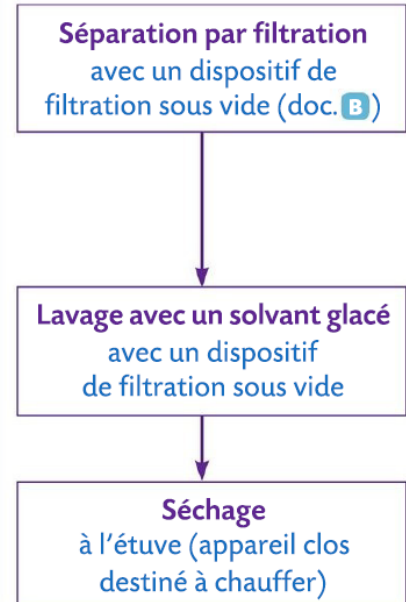 Séparation par filtration
avec un dispositif de
filtration sous vide (doc. B)
Lavage avec un solvant glacé
avec un dispositif
de filtration sous vide
Séchage
à l'étuve (appareil clos
destiné à chauffer)